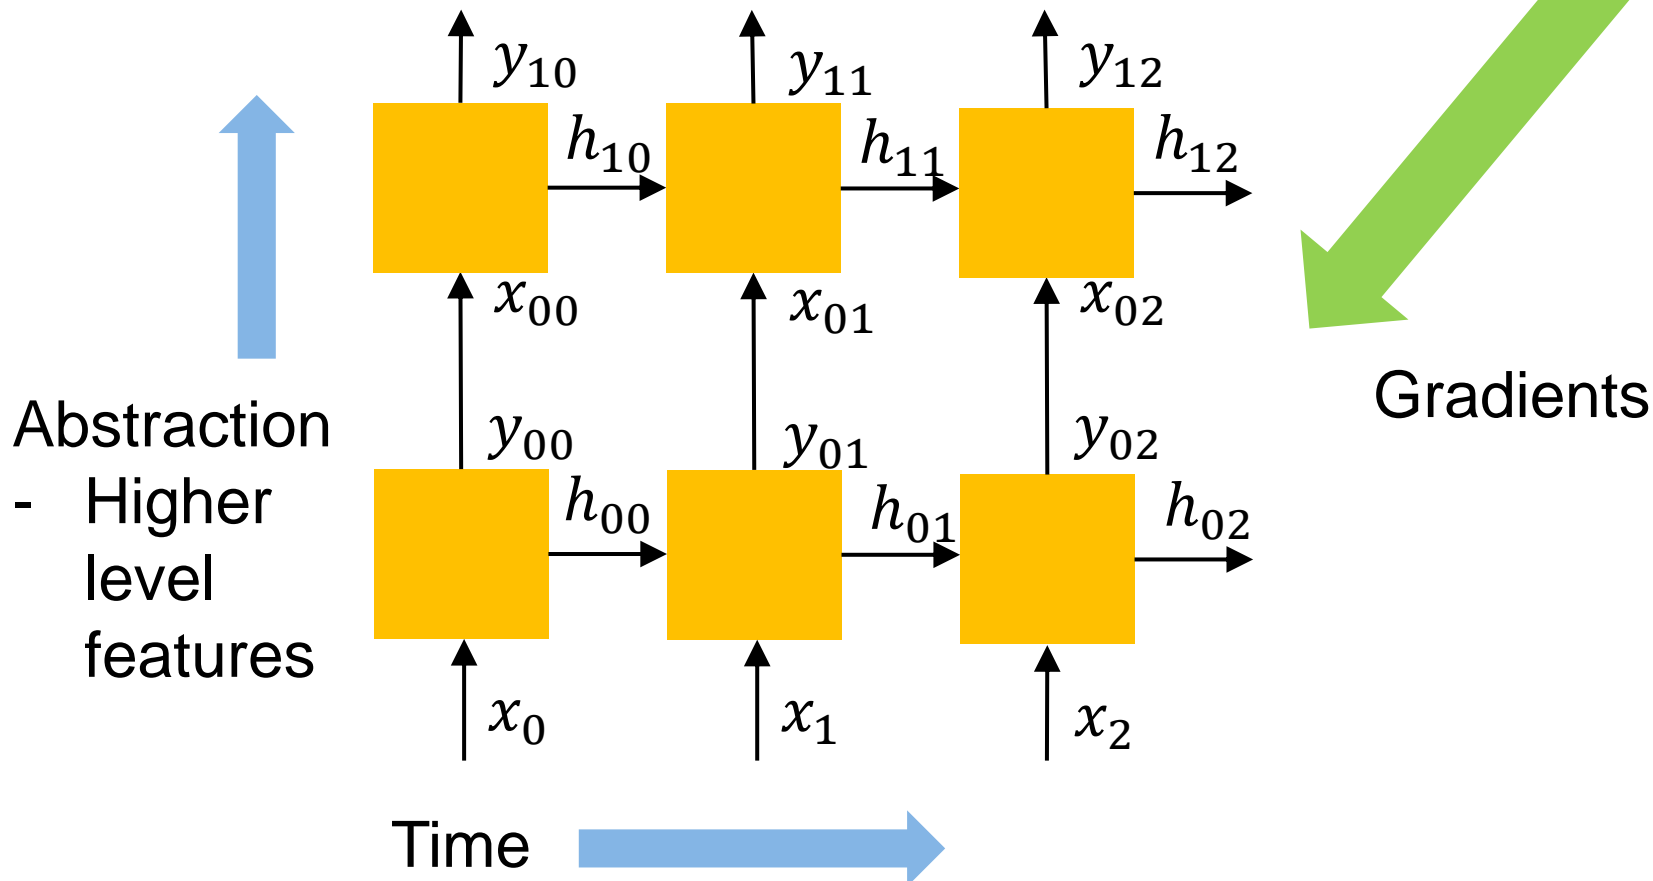 y₁₀ y₁₁ y₁₂
h₁₀ h₁₁ h₁₂
x₀₀ x₀₁ x₀₂
Gradients
Abstraction
- Higher
level
features
y₀₀ y₀₁ y₀₂
h₀₀ h₀₁ h₀₂
x₀ x₁ x₂
Time